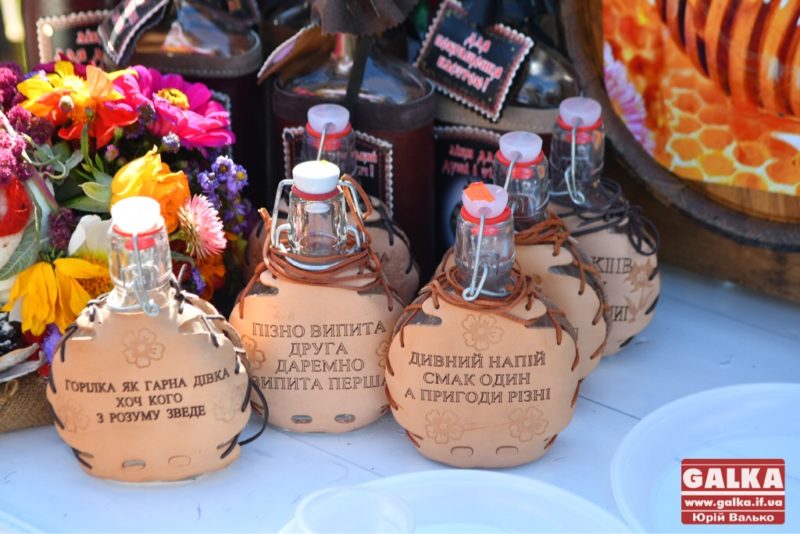 ГОРІЛКА ЯК ГАРНА ДІВКА
ХОЧ КОГО
З РОЗУМУ ЗВЕДЕ
ПІЗНО ВИПИТА
ДРУГА
ДАРЕМНО
ВИПИТА ПЕРША
ДИВНИЙ НАПІЙ
СМАК ОДИН
А ПРИГОДИ РІЗНІ
GALKA
www.galka.if.ua
Юрій Валько